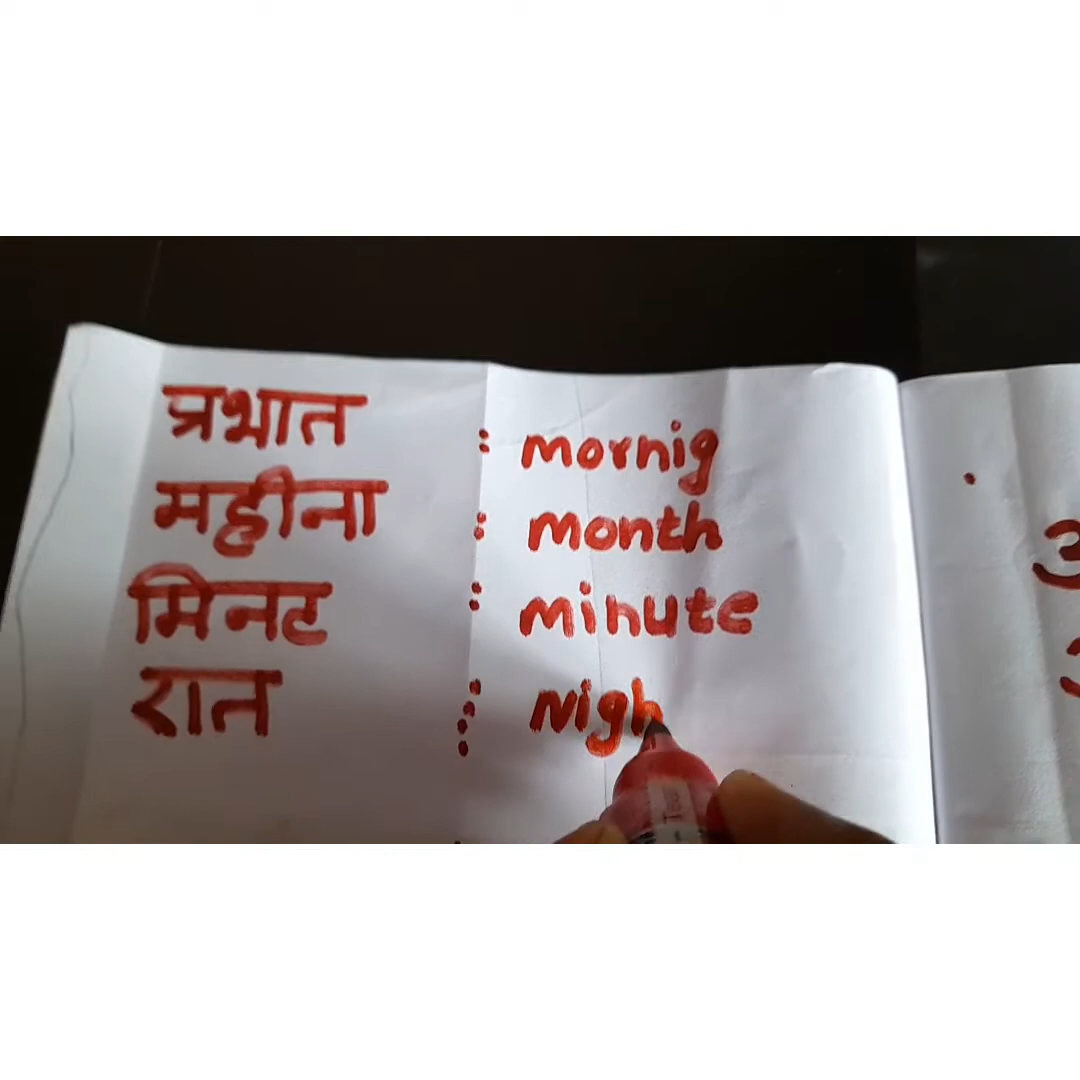 प्रभात : mornig
महीना : month
मिनट : minute
रात : Nigh